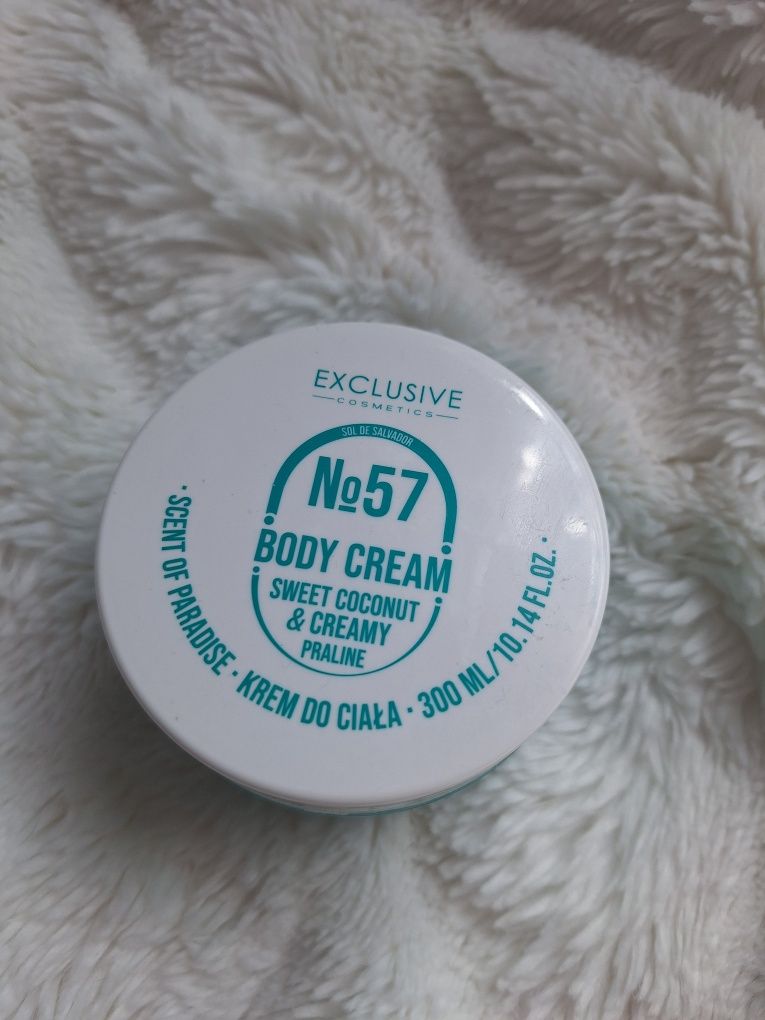 EXCLUSIVE
COSMETICS
SOL DE SALVADOR
№57
BODY CREAM
SWEET COCONUT
& CREAMY
PRALINE
· SCENT OF PARADISE · KREM DO CIAŁA · 300 ML/10.14 FL.OZ. ·